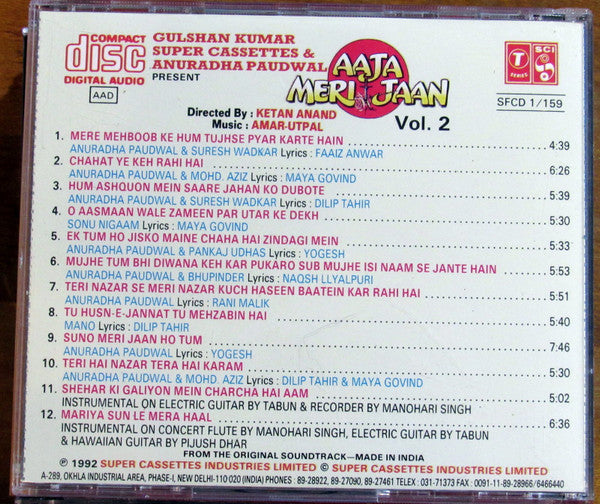 COMPACT
disc
DIGITAL AUDIO
AAD
GULSHAN KUMAR
SUPER CASSETTES &
ANURADHA PAUDWAL
PRESENT
AAJA
MERI JAAN
Vol. 2
T
SERIES
SCI
SFCD 1/159
Directed By : KETAN ANAND
Music : AMAR-UTPAL
1. MERE MEHBOOB KE HUM TUJHSE PYAR KARTE HAIN 4:39
ANURADHA PAUDWAL & SURESH WADKAR Lyrics : FAAIZ ANWAR
2. CHAHAT YE KEH RAHI HAI 6:26
ANURADHA PAUDWAL & MOHD. AZIZ Lyrics : MAYA GOVIND
3. HUM ASHQUON MEIN SAARE JAHAN KO DUBOTE 5:39
ANURADHA PAUDWAL & SURESH WADKAR Lyrics : DILIP TAHIR
4. O AASMAAN WALE ZAMEEN PAR UTAR KE DEKH 5:30
SONU NIGAAM Lyrics : MAYA GOVIND
5. EK TUM HO JISKO MAINE CHAHA HAI ZINDAGI MEIN 5:33
ANURADHA PAUDWAL & PANKAJ UDHAS Lyrics : YOGESH
6. MUJHE TUM BHI DIWANA KEH KAR PUKARO SUB MUJHE ISI NAAM SE JANTE HAIN 5:53
ANURADHA PAUDWAL & BHUPINDER Lyrics : NAQSH LLYALPURI
7. TERI NAZAR SE MERI NAZAR KUCH HASEEN BAATEIN KAR RAHI HAI 5:51
ANURADHA PAUDWAL Lyrics : RANI MALIK
8. TU HUSN-E-JANNAT TU MEHZABIN HAI 5:40
MANO Lyrics : DILIP TAHIR
9. SUNO MERI JAAN HO TUM 7:46
ANURADHA PAUDWAL Lyrics : YOGESH
10. TERI HAI NAZAR TERA HAI KARAM 5:30
ANURADHA PAUDWAL & MOHD. AZIZ Lyrics : DILIP TAHIR & MAYA GOVIND
11. SHEHAR KI GALIYON MEIN CHARCHA HAI AAM 5:02
INSTRUMENTAL ON ELECTRIC GUITAR BY TABUN & RECORDER BY MANOHARI SINGH
12. MARIYA SUN LE MERA HAAL 6:36
INSTRUMENTAL ON CONCERT FLUTE BY MANOHARI SINGH, ELECTRIC GUITAR BY TABUN
& HAWAIIAN GUITAR BY PIJUSH DHAR
FROM THE ORIGINAL SOUNDTRACK—MADE IN INDIA
℗ 1992 SUPER CASSETTES INDUSTRIES LIMITED © SUPER CASSETTES INDUSTRIES LIMITED
A-289, OKHLA INDUSTRIAL AREA, PHASE-I, NEW DELHI-110 020 (INDIA) PHONES : 89-28922, 89-27090, 89-27461 TELEX : 031-71373 FAX : 0091-11-89-28966/6466440